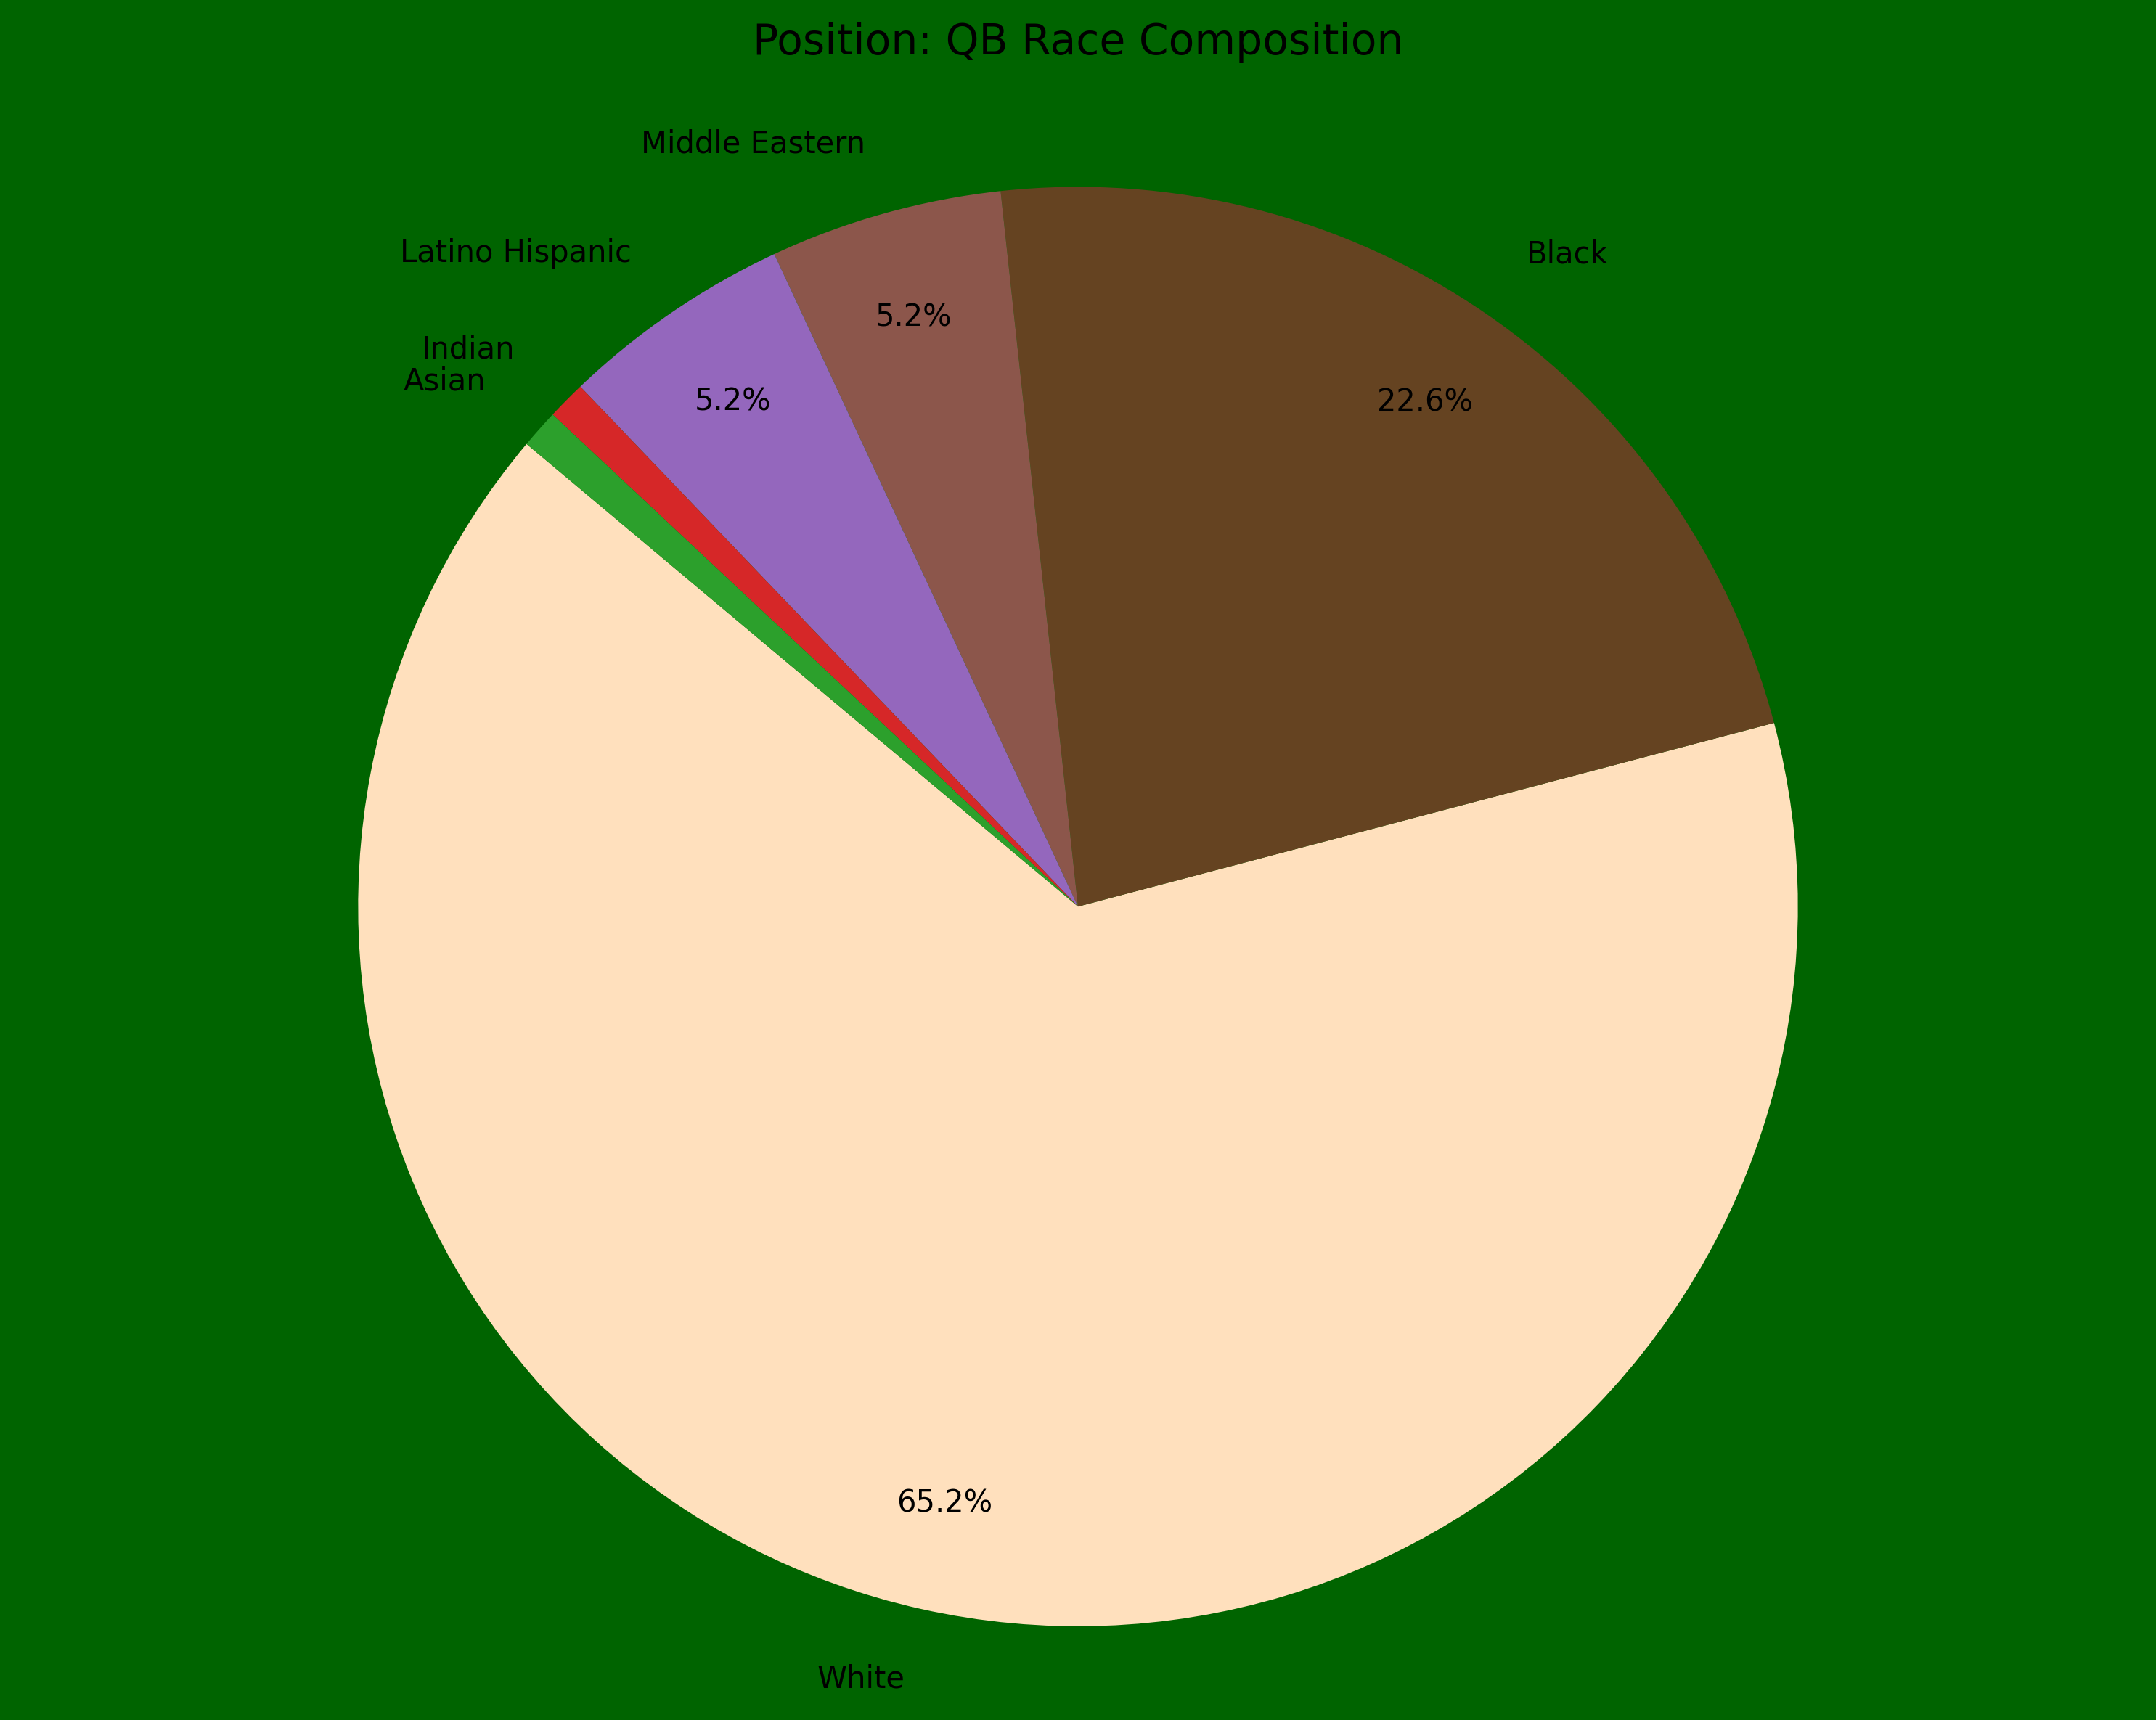 Position: QB Race Composition
Middle Eastern
Latino Hispanic
Black
5.2%
Indian
Asian
5.2%
22.6%
65.2%
White